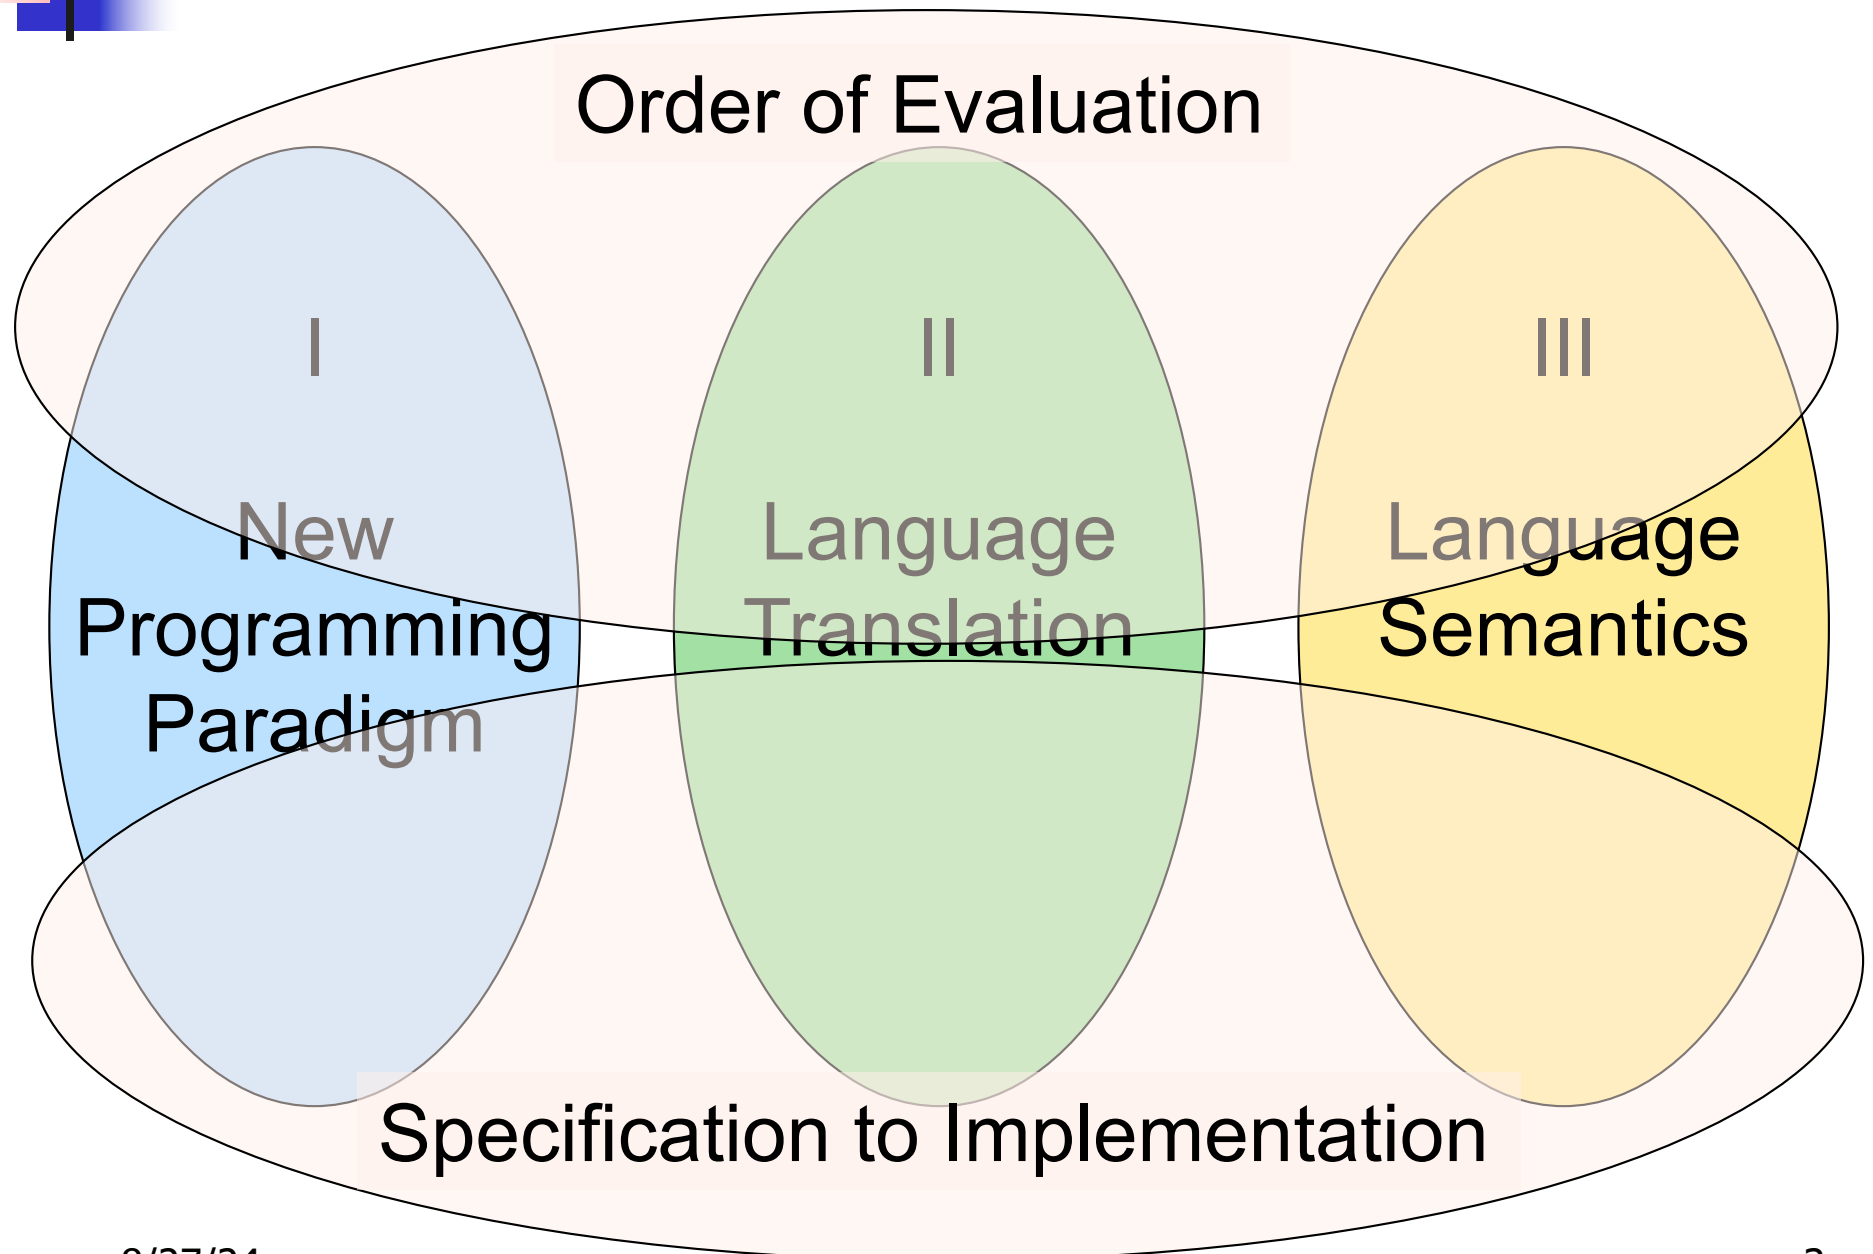 Order of Evaluation
I
II
III
New
Programming
Paradigm
Language
Translation
Language
Semantics
Specification to Implementation